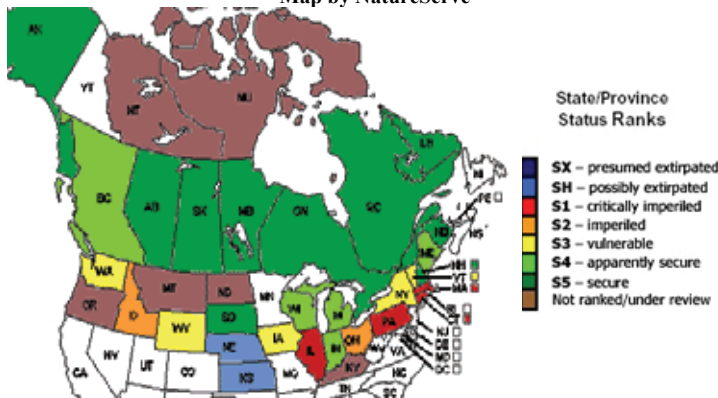 Map by NatureServe
AK
YT
NT
NU
BC
AB
SK
MB
ON
QC
LB
NF
PE
NB
NS
ME
NH
VT
MA
RI
CT
NJ
DE
MD
DC
WA
OR
ID
MT
ND
MN
WI
MI
NY
PA
WY
SD
NE
KS
IA
IL
IN
OH
KY
WV
VA
CA
NV
UT
CO
MO
TN
NC
SC
State/Province
Status Ranks
SX – presumed extirpated
SH – possibly extirpated
S1 – critically imperiled
S2 – imperiled
S3 – vulnerable
S4 – apparently secure
S5 – secure
Not ranked/under review